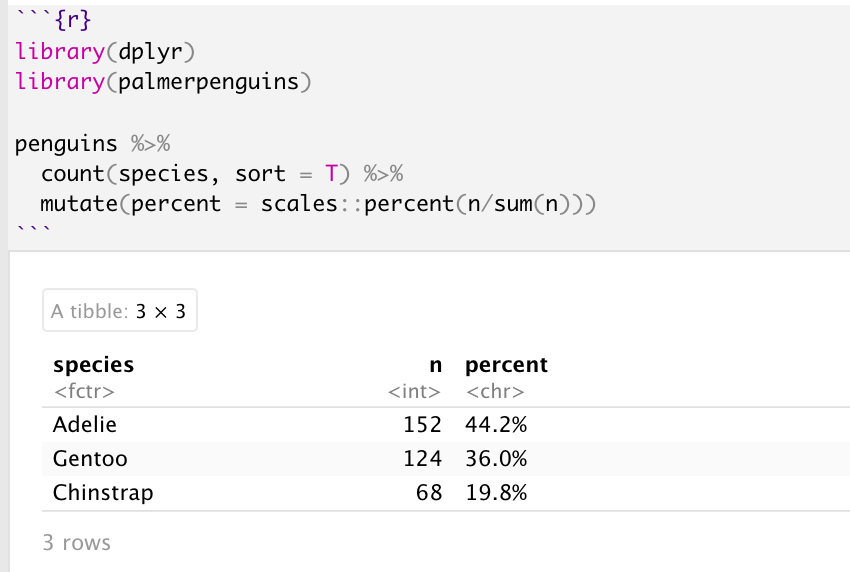 ```{r}
library(dplyr)
library(palmerpenguins)

penguins %>%
  count(species, sort = T) %>%
  mutate(percent = scales::percent(n/sum(n)))
```
A tibble: 3 × 3
species n percent
<fctr> <int> <chr>
Adelie 152 44.2%
Gentoo 124 36.0%
Chinstrap 68 19.8%
3 rows